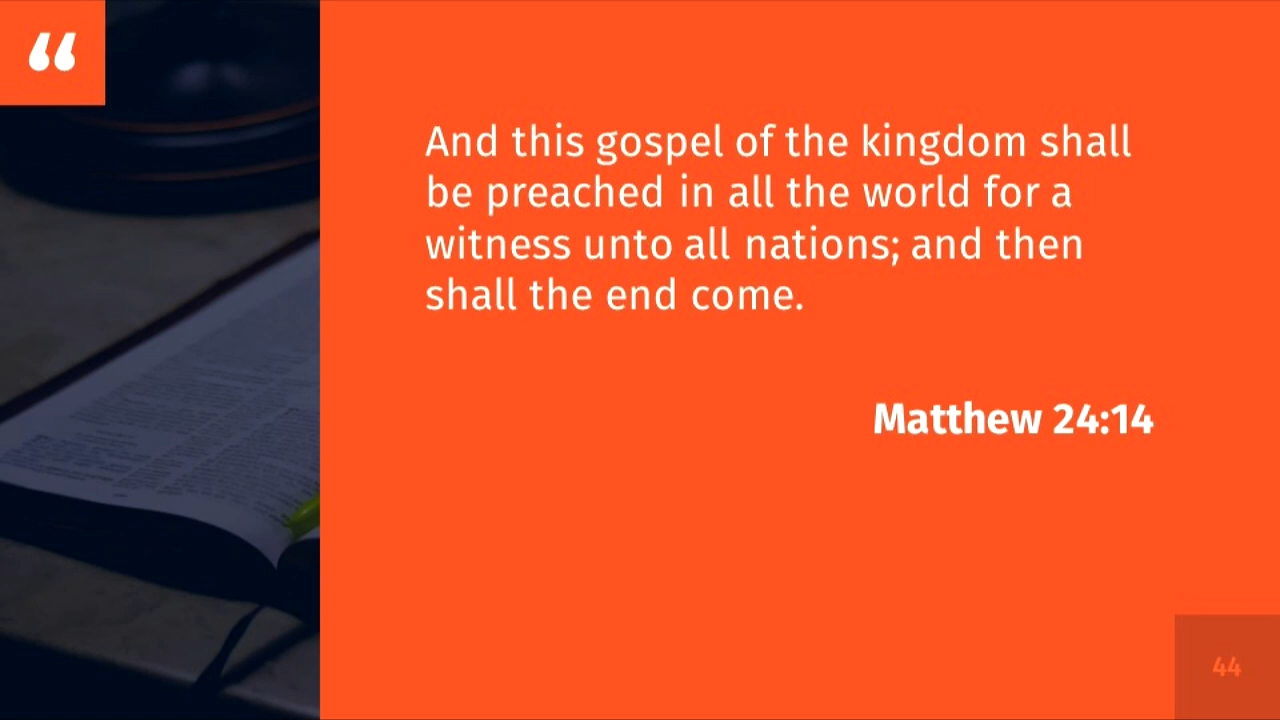 “
And this gospel of the kingdom shall
be preached in all the world for a
witness unto all nations; and then
shall the end come.
Matthew 24:14
44